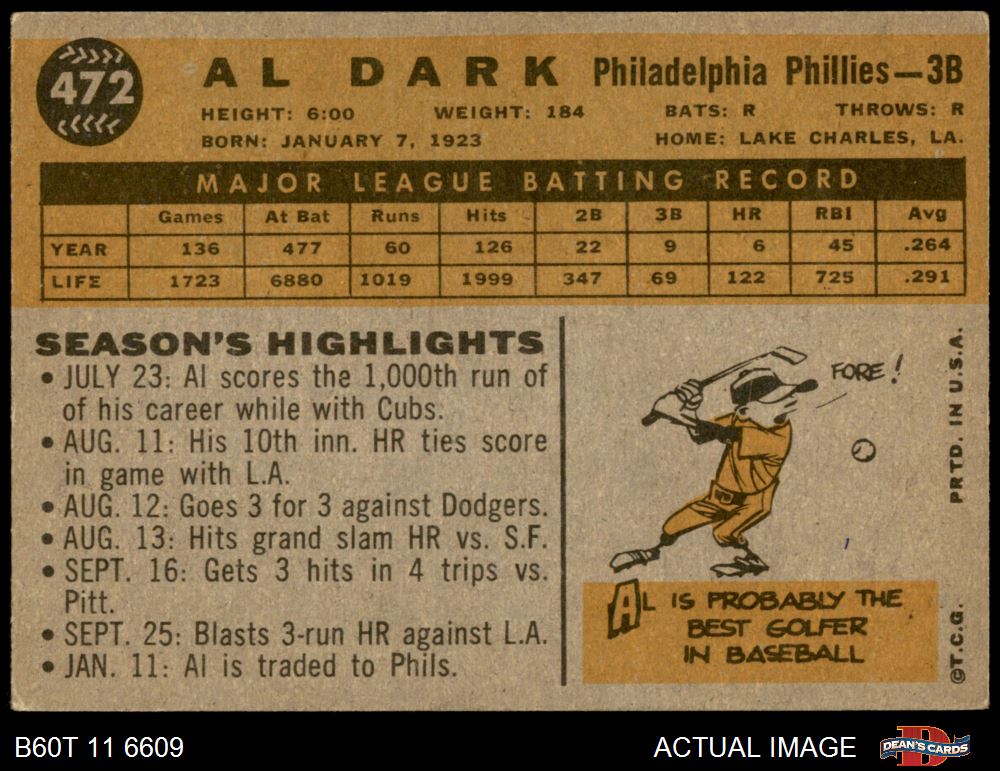 472
AL DARK Philadelphia Phillies—3B
HEIGHT: 6:00 WEIGHT: 184 BATS: R THROWS: R
BORN: JANUARY 7, 1923 HOME: LAKE CHARLES, LA.
MAJOR LEAGUE BATTING RECORD
Games At Bat Runs Hits 2B 3B HR RBI Avg
YEAR 136 477 60 126 22 9 6 45 .264
LIFE 1723 6880 1019 1999 347 69 122 725 .291
SEASON'S HIGHLIGHTS
• JULY 23: Al scores the 1,000th run of
of his career while with Cubs.
• AUG. 11: His 10th inn. HR ties score
in game with L.A.
• AUG. 12: Goes 3 for 3 against Dodgers.
• AUG. 13: Hits grand slam HR vs. S.F.
• SEPT. 16: Gets 3 hits in 4 trips vs.
Pitt.
• SEPT. 25: Blasts 3-run HR against L.A.
• JAN. 11: Al is traded to Phils.
FORE!
AL IS PROBABLY THE
BEST GOLFER
IN BASEBALL
©T.C.G. PRTD. IN U.S.A.
B60T 11 6609 ACTUAL IMAGE
D
DEAN'S CARDS